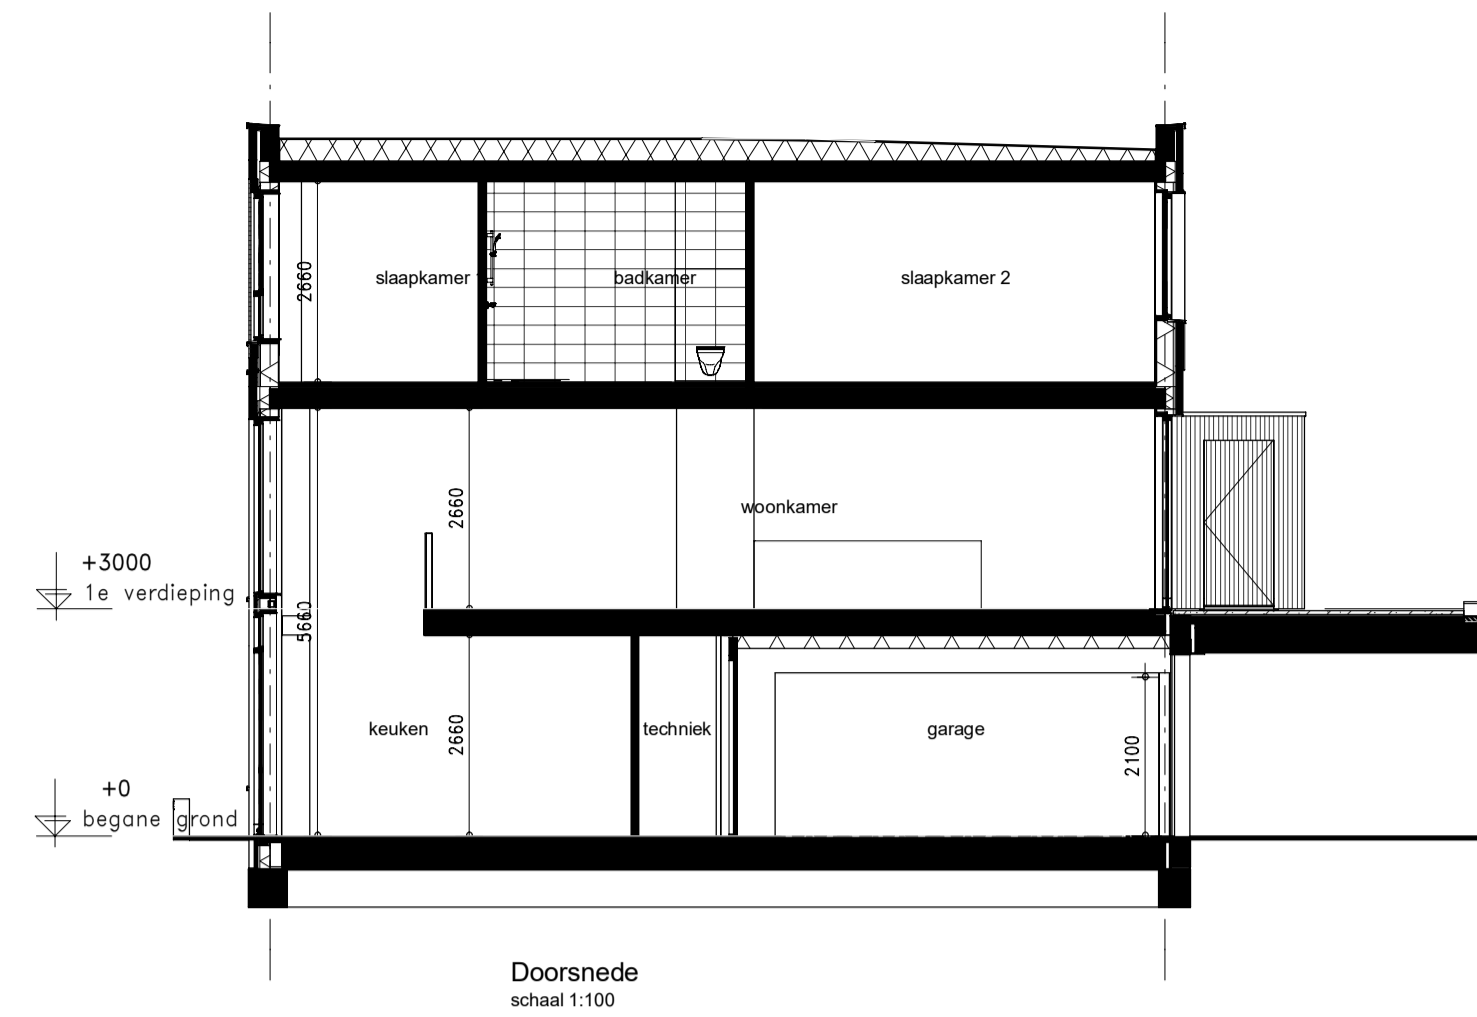 2660
slaapkamer
badkamer
slaapkamer 2
2660
woonkamer
+3000
1e verdieping
5660
keuken
2660
techniek
garage
2100
+0
begane grond
Doorsnede
schaal 1:100